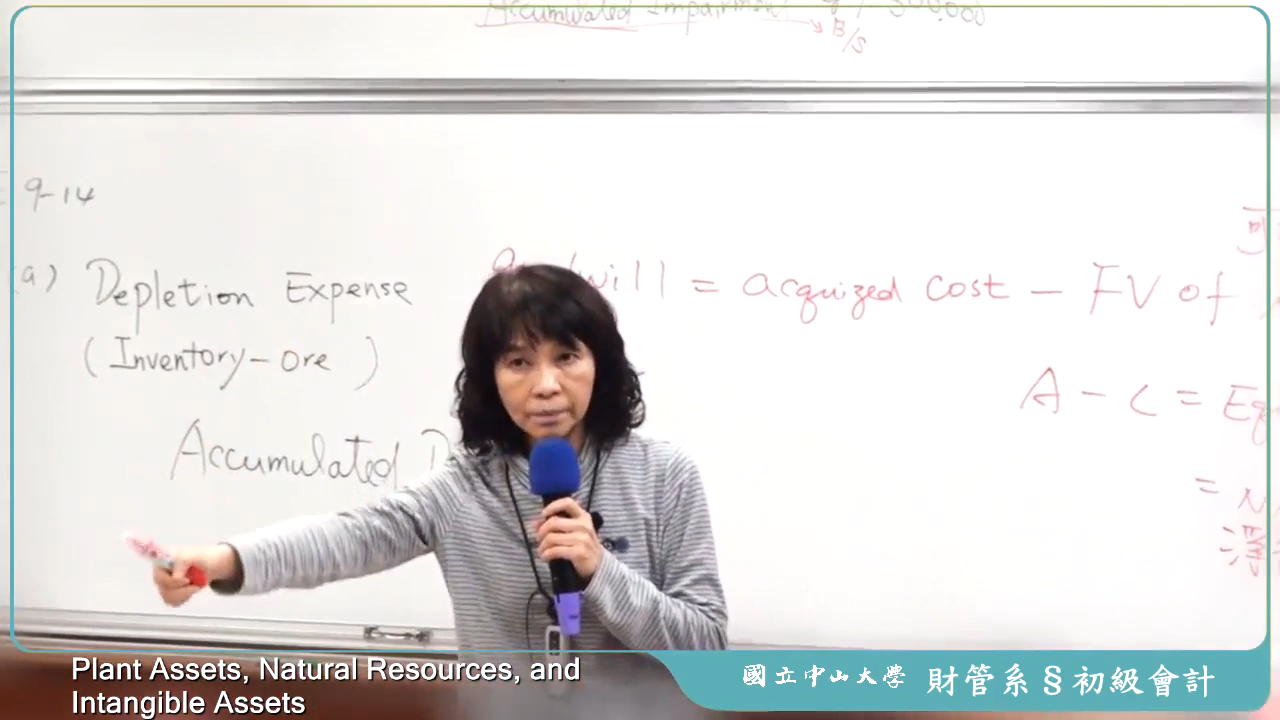 Accumulated Impairment
B/S
9-14
(a) Depletion Expense
(Inventory-ore)
Accumulated
will = acquized cost - FV of
A - L =
=
Plant Assets, Natural Resources, and
Intangible Assets
國立中山大學 財管系§初級會計